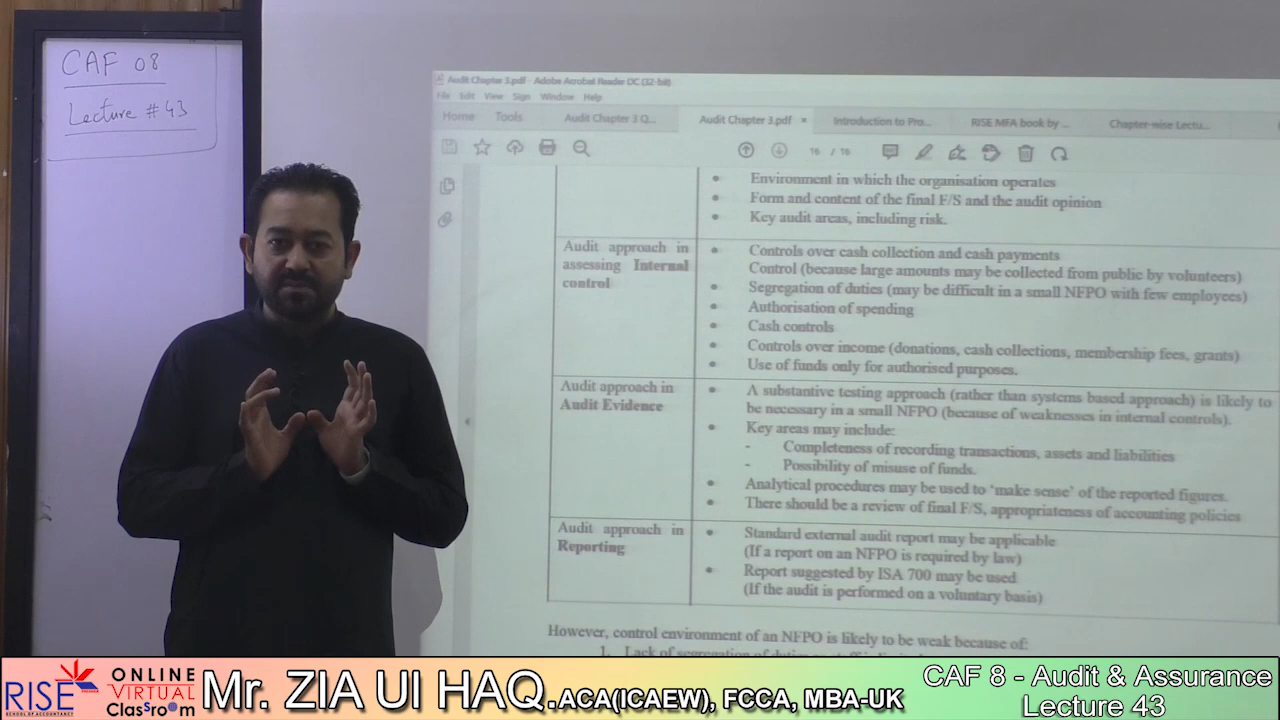 CAF 08
Lecture # 43
Audit Chapter 3.pdf - Adobe Acrobat Reader DC (32-bit)
File Edit View Sign Window Help
Home Tools Audit Chapter 3 Q... Audit Chapter 3.pdf × Introduction to Pro... RISE MFA book by ... Chapter-wise Lectu...
16 / 19
• Environment in which the organisation operates
• Form and content of the final F/S and the audit opinion
• Key audit areas, including risk.
Audit approach in
assessing Internal
control
• Controls over cash collection and cash payments
Control (because large amounts may be collected from public by volunteers)
• Segregation of duties (may be difficult in a small NFPO with few employees)
• Authorisation of spending
• Cash controls
• Controls over income (donations, cash collections, membership fees, grants)
• Use of funds only for authorised purposes.
Audit approach in
Audit Evidence
• A substantive testing approach (rather than systems based approach) is likely to
be necessary in a small NFPO (because of weaknesses in internal controls).
• Key areas may include:
- Completeness of recording transactions, assets and liabilities
- Possibility of misuse of funds.
• Analytical procedures may be used to 'make sense' of the reported figures.
• There should be a review of final F/S, appropriateness of accounting policies
Audit approach in
Reporting
• Standard external audit report may be applicable
(If a report on an NFPO is required by law)
• Report suggested by ISA 700 may be used
(If the audit is performed on a voluntary basis)
However, control environment of an NFPO is likely to be weak because of:
1. Lack of segregation of
RISE
PREMIER
SCHOOL OF ACCOUNTANCY
ONLINE
VIRTUAL
Classroom
Mr. ZIA UI HAQ.ACA(ICAEW), FCCA, MBA-UK
CAF 8 - Audit & Assurance
Lecture 43